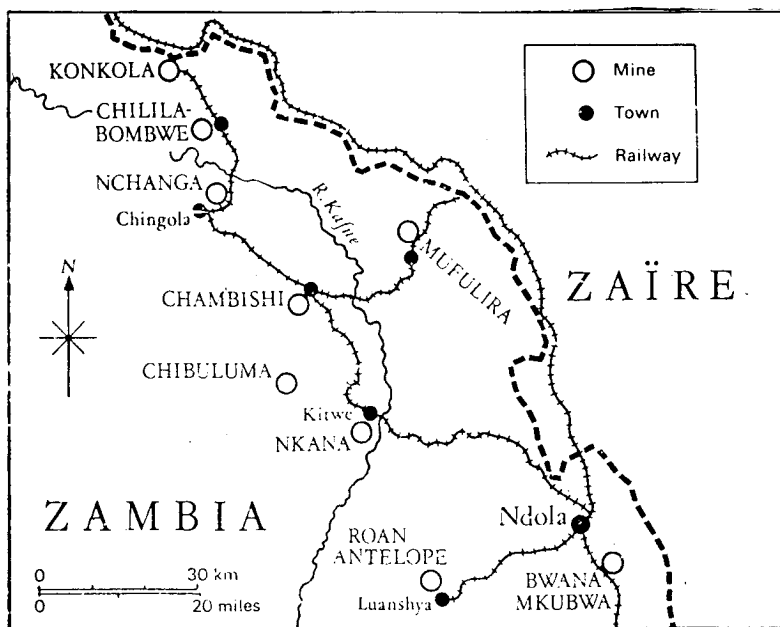 KONKOLA
CHILILA-
BOMBWE
NCHANGA
Chingola
R. Kafue
MUFULIRA
Mine
Town
Railway
ZAÏRE
N
CHAMBISHI
CHIBULUMA
Kitwe
NKANA
ZAMBIA
Ndola
ROAN
ANTELOPE
Luanshya
BWANA
MKUBWA
0 30 km
0 20 miles